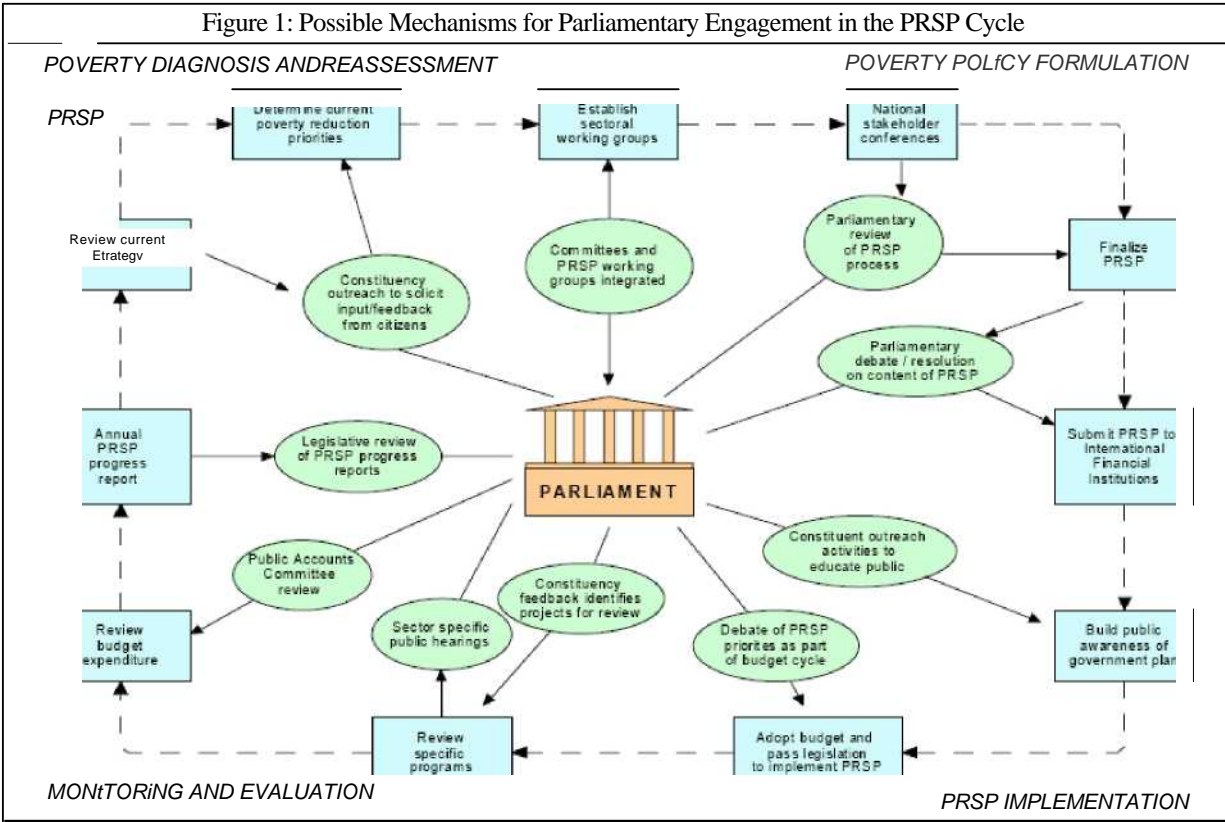 Figure 1: Possible Mechanisms for Parliamentary Engagement in the PRSP Cycle
POVERTY DIAGNOSIS ANDREASSESSMENT
POVERTY POLfCY FORMULATION
PRSP
Determine current
poverty reduction
priorities
Establish
sectoral
working groups
National
stakeholder
conferences
Review current
Etrategv
Constituency
outreach to solicit
input/feedback
from citizens
Committees and
PRSP working
groups integrated
Parliamentary
review
of PRSP
process
Finalize
PRSP
Parliamentary
debate / resolution
on content of PRSP
Annual
PRSP
progress
report
Legislative review
of PRSP progress
reports
PARLIAMENT
Submit PRSP to
International
Financial
Institutions
Public Accounts
Committee
review
Constituency
feedback identifies
projects for review
Constituent outreach
activities to
educate public
Review
budget
expenditure
Sector specific
public hearings
Debate of PRSP
priorites as part
of budget cycle
Build public
awareness of
government plan
Review
specific
programs
Adopt budget and
pass legislation
to implement PRSP
MONtTORiNG AND EVALUATION
PRSP IMPLEMENTATION